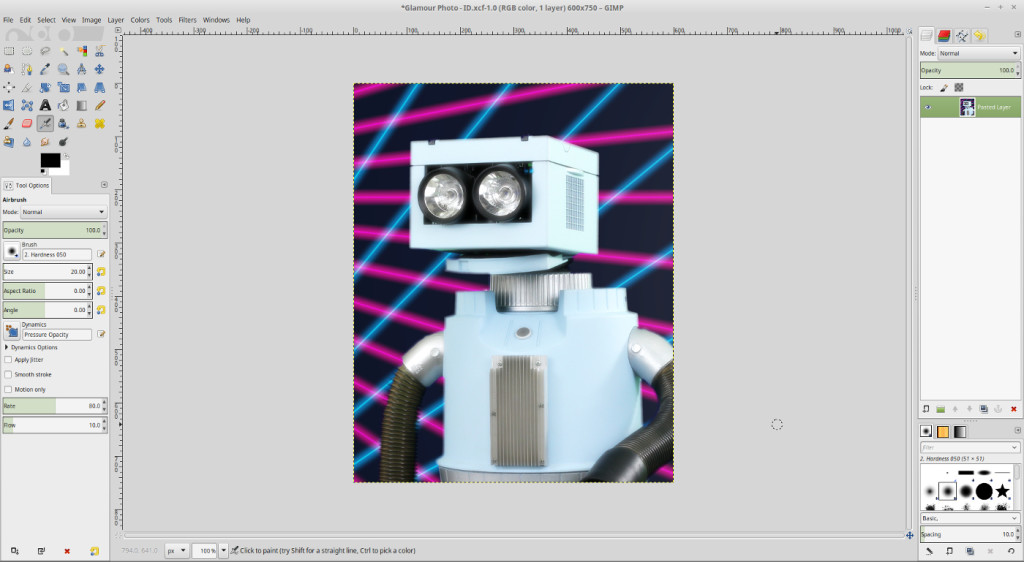 *Glamour Photo – ID.xcf-1.0 (RGB color, 1 layer) 600x750 – GIMP
File Edit Select View Image Layer Colors Tools Filters Windows Help
-400 -300 -200 -100 0 100 200 300 400 500 600 700 800 900 1000
Mode: Normal
Opacity 100.0
Lock:
Pasted Layer
Tool Options
Airbrush
Mode: Normal
Opacity 100.0
Brush
2. Hardness 050
Size 20.00
Aspect Ratio 0.00
Angle 0.00
Dynamics
Pressure Opacity
Dynamics Options
Apply Jitter
Smooth stroke
Motion only
Rate 80.0
Flow 10.0
Filter
2. Hardness 050 (51 × 51)
Basic,
Spacing 10.0
794.0, 641.0 px 100 % Click to paint (try Shift for a straight line, Ctrl to pick a color)